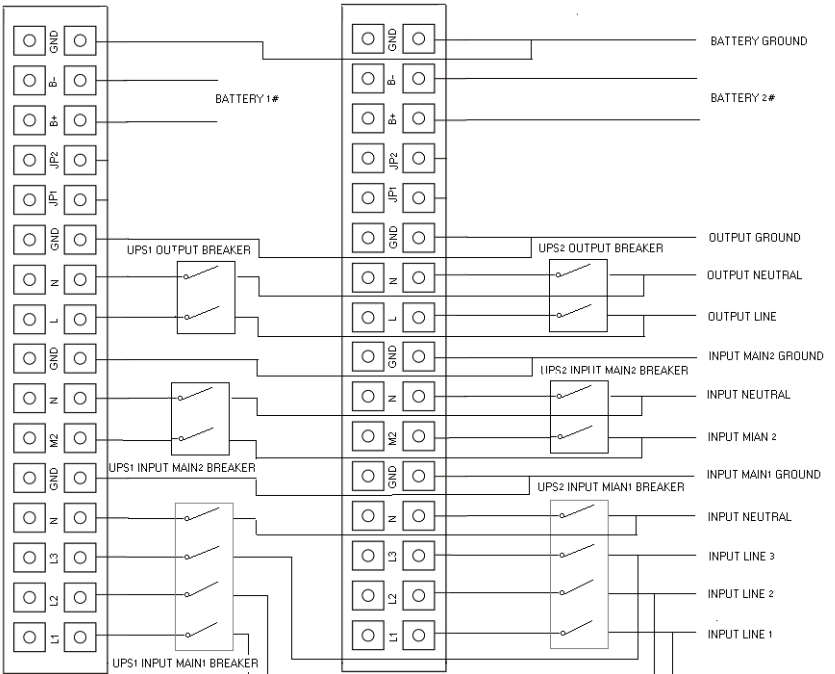 GND
B-
B+
JP2
JP1
GND
N
L
GND
N
M2
GND
N
L3
L2
L1
BATTERY 1#
UPS1 OUTPUT BREAKER
UPS1 INPUT MAIN2 BREAKER
UPS1 INPUT MAIN1 BREAKER
GND
B-
B+
JP2
JP1
GND
N
L
GND
N
M2
GND
N
L3
L2
L1
UPS2 OUTPUT BREAKER
UPS2 INPUT MAIN2 BREAKER
UPS2 INPUT MIAN1 BREAKER
BATTERY GROUND
BATTERY 2#
OUTPUT GROUND
OUTPUT NEUTRAL
OUTPUT LINE
INPUT MAIN2 GROUND
INPUT NEUTRAL
INPUT MIAN 2
INPUT MAIN1 GROUND
INPUT NEUTRAL
INPUT LINE 3
INPUT LINE 2
INPUT LINE 1